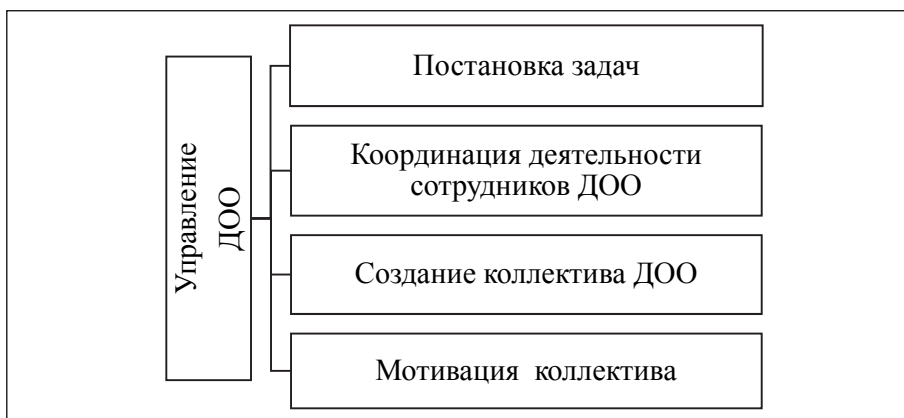 Управление
ДОО
Постановка задач
Координация деятельности
сотрудников ДОО
Создание коллектива ДОО
Мотивация коллектива